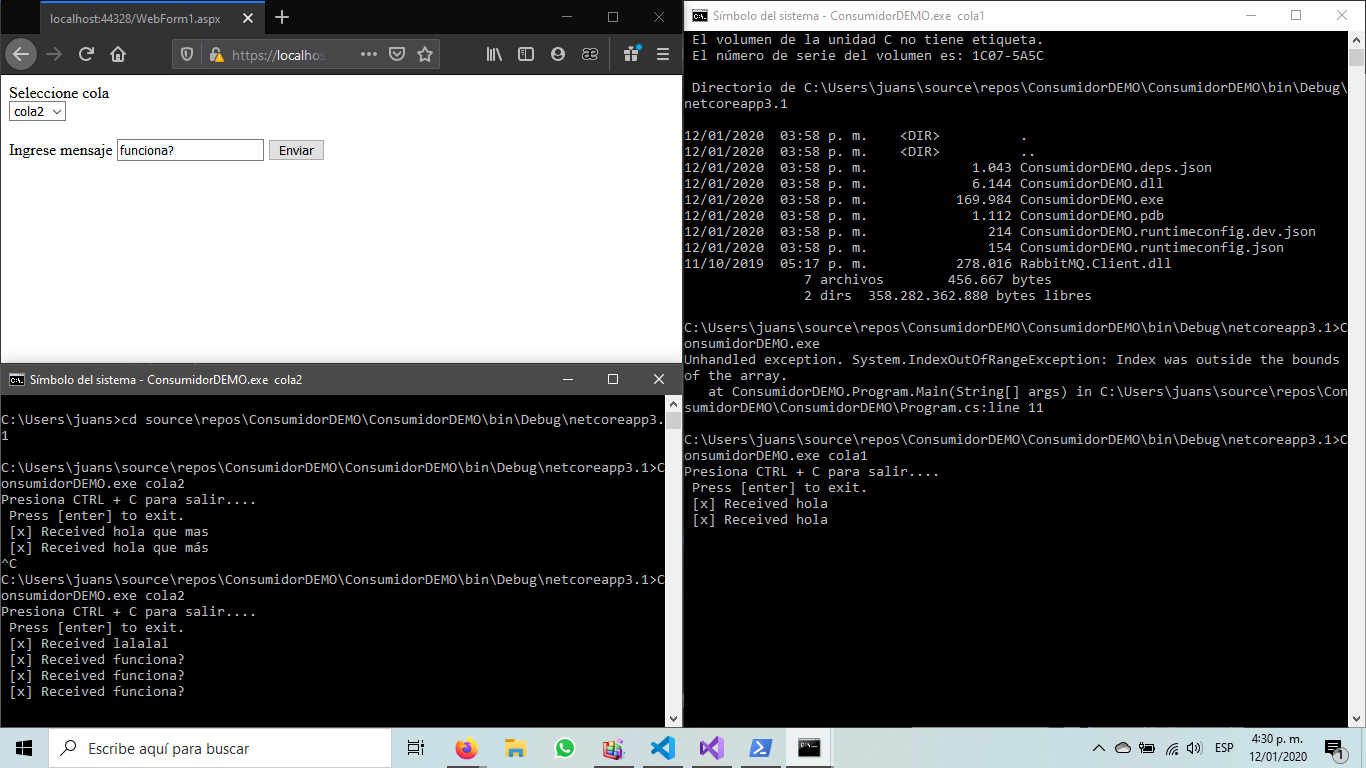 localhost:44328/WebForm1.aspx
https://localhos
Seleccione cola
cola2
Ingrese mensaje funciona? Enviar
Símbolo del sistema - ConsumidorDEMO.exe cola2
C:\Users\juans>cd source\repos\ConsumidorDEMO\ConsumidorDEMO\bin\Debug\netcoreapp3.
1
C:\Users\juans\source\repos\ConsumidorDEMO\ConsumidorDEMO\bin\Debug\netcoreapp3.1>C
onsumidorDEMO.exe cola2
Presiona CTRL + C para salir....
Press [enter] to exit.
[x] Received hola que mas
[x] Received hola que más
^C
C:\Users\juans\source\repos\ConsumidorDEMO\ConsumidorDEMO\bin\Debug\netcoreapp3.1>C
onsumidorDEMO.exe cola2
Presiona CTRL + C para salir....
Press [enter] to exit.
[x] Received lalalal
[x] Received funciona?
[x] Received funciona?
[x] Received funciona?
Símbolo del sistema - ConsumidorDEMO.exe cola1
El volumen de la unidad C no tiene etiqueta.
El número de serie del volumen es: 1C07-5A5C
Directorio de C:\Users\juans\source\repos\ConsumidorDEMO\ConsumidorDEMO\bin\Debug\
netcoreapp3.1
12/01/2020 03:58 p. m. <DIR> .
12/01/2020 03:58 p. m. <DIR> ..
12/01/2020 03:58 p. m. 1.043 ConsumidorDEMO.deps.json
12/01/2020 03:58 p. m. 6.144 ConsumidorDEMO.dll
12/01/2020 03:58 p. m. 169.984 ConsumidorDEMO.exe
12/01/2020 03:58 p. m. 1.112 ConsumidorDEMO.pdb
12/01/2020 03:58 p. m. 214 ConsumidorDEMO.runtimeconfig.dev.json
12/01/2020 03:58 p. m. 154 ConsumidorDEMO.runtimeconfig.json
11/10/2019 05:17 p. m. 278.016 RabbitMQ.Client.dll
7 archivos 456.667 bytes
2 dirs 358.282.362.880 bytes libres
C:\Users\juans\source\repos\ConsumidorDEMO\ConsumidorDEMO\bin\Debug\netcoreapp3.1>C
onsumidorDEMO.exe
Unhandled exception. System.IndexOutOfRangeException: Index was outside the bounds
of the array.
at ConsumidorDEMO.Program.Main(String[] args) in C:\Users\juans\source\repos\Con
sumidorDEMO\ConsumidorDEMO\Program.cs:line 11
C:\Users\juans\source\repos\ConsumidorDEMO\ConsumidorDEMO\bin\Debug\netcoreapp3.1>C
onsumidorDEMO.exe cola1
Presiona CTRL + C para salir....
Press [enter] to exit.
[x] Received hola
[x] Received hola
Escribe aquí para buscar
ESP
4:30 p. m.
12/01/2020
1